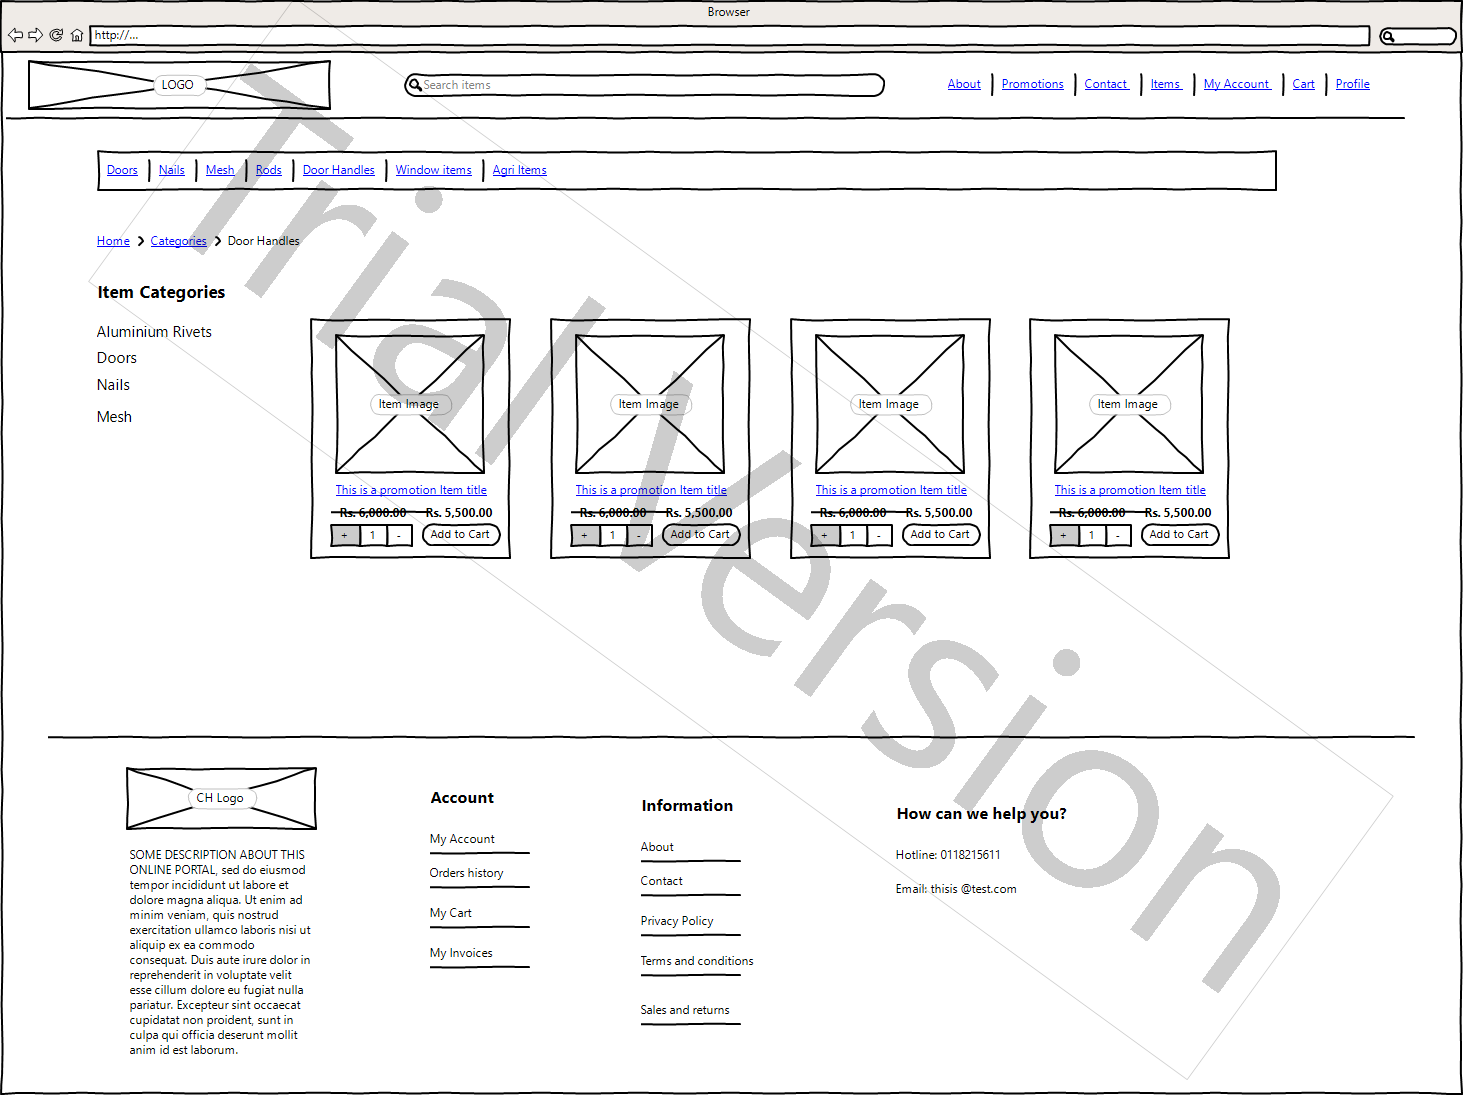 Browser
http://...
LOGO
Search items
About Promotions Contact Items My Account Cart Profile
Doors Nails Mesh Rods Door Handles Window items Agri Items
Home Categories Door Handles
Item Categories
Aluminium Rivets
Doors
Nails
Mesh
Item Image Item Image Item Image Item Image
This is a promotion Item title This is a promotion Item title This is a promotion Item title This is a promotion Item title
Rs. 6,000.00 Rs. 5,500.00 Rs. 6,000.00 Rs. 5,500.00 Rs. 6,000.00 Rs. 5,500.00 Rs. 6,000.00 Rs. 5,500.00
+ 1 - Add to Cart + 1 - Add to Cart + 1 - Add to Cart + 1 - Add to Cart
Trial Version
CH Logo
SOME DESCRIPTION ABOUT THIS
ONLINE PORTAL, sed do eiusmod
tempor incididunt ut labore et
dolore magna aliqua. Ut enim ad
minim veniam, quis nostrud
exercitation ullamco laboris nisi ut
aliquip ex ea commodo
consequat. Duis aute irure dolor in
reprehenderit in voluptate velit
esse cillum dolore eu fugiat nulla
pariatur. Excepteur sint occaecat
cupidatat non proident, sunt in
culpa qui officia deserunt mollit
anim id est laborum.
Account
My Account
Orders history
My Cart
My Invoices
Information
About
Contact
Privacy Policy
Terms and conditions
Sales and returns
How can we help you?
Hotline: 0118215611
Email: thisis @test.com